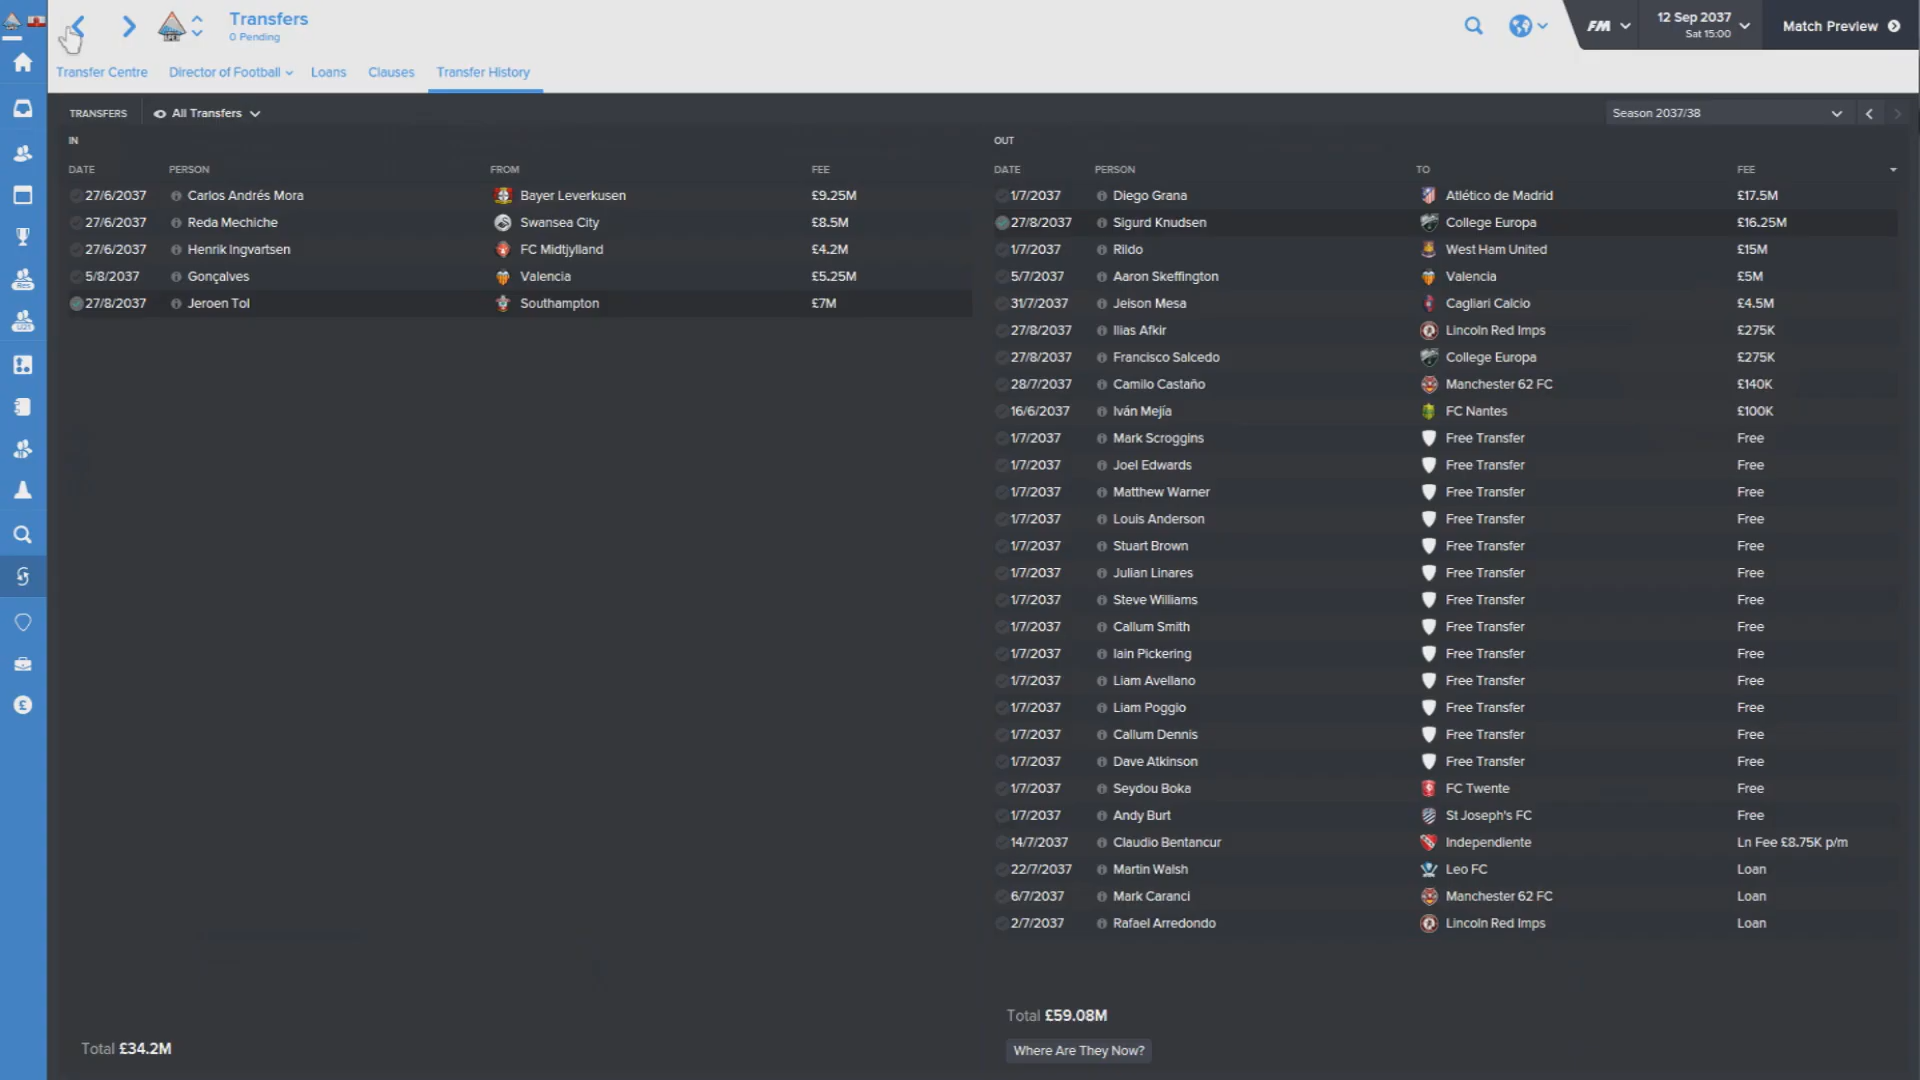 Transfers
0 Pending
FM
12 Sep 2037
Sat 15:00
Match Preview
Transfer Centre
Director of Football
Loans
Clauses
Transfer History
TRANSFERS
All Transfers
Season 2037/38
IN
DATE PERSON FROM FEE
27/6/2037 Carlos Andrés Mora Bayer Leverkusen £9.25M
27/6/2037 Reda Mechiche Swansea City £8.5M
27/6/2037 Henrik Ingvartsen FC Midtjylland £4.2M
5/8/2037 Gonçalves Valencia £5.25M
27/8/2037 Jeroen Tol Southampton £7M
Total £34.2M
OUT
DATE PERSON TO FEE
1/7/2037 Diego Grana Atlético de Madrid £17.5M
27/8/2037 Sigurd Knudsen College Europa £16.25M
1/7/2037 Rildo West Ham United £15M
5/7/2037 Aaron Skeffington Valencia £5M
31/7/2037 Jeison Mesa Cagliari Calcio £4.5M
27/8/2037 Ilias Afkir Lincoln Red Imps £275K
27/8/2037 Francisco Salcedo College Europa £275K
28/7/2037 Camilo Castaño Manchester 62 FC £140K
16/6/2037 Iván Mejía FC Nantes £100K
1/7/2037 Mark Scroggins Free Transfer Free
1/7/2037 Joel Edwards Free Transfer Free
1/7/2037 Matthew Warner Free Transfer Free
1/7/2037 Louis Anderson Free Transfer Free
1/7/2037 Stuart Brown Free Transfer Free
1/7/2037 Julian Linares Free Transfer Free
1/7/2037 Steve Williams Free Transfer Free
1/7/2037 Callum Smith Free Transfer Free
1/7/2037 Iain Pickering Free Transfer Free
1/7/2037 Liam Avellano Free Transfer Free
1/7/2037 Liam Poggio Free Transfer Free
1/7/2037 Callum Dennis Free Transfer Free
1/7/2037 Dave Atkinson Free Transfer Free
1/7/2037 Seydou Boka FC Twente Free
1/7/2037 Andy Burt St Joseph's FC Free
14/7/2037 Claudio Bentancur Independiente Ln Fee £8.75K p/m
22/7/2037 Martin Walsh Leo FC Loan
6/7/2037 Mark Caranci Manchester 62 FC Loan
2/7/2037 Rafael Arredondo Lincoln Red Imps Loan
Total £59.08M
Where Are They Now?